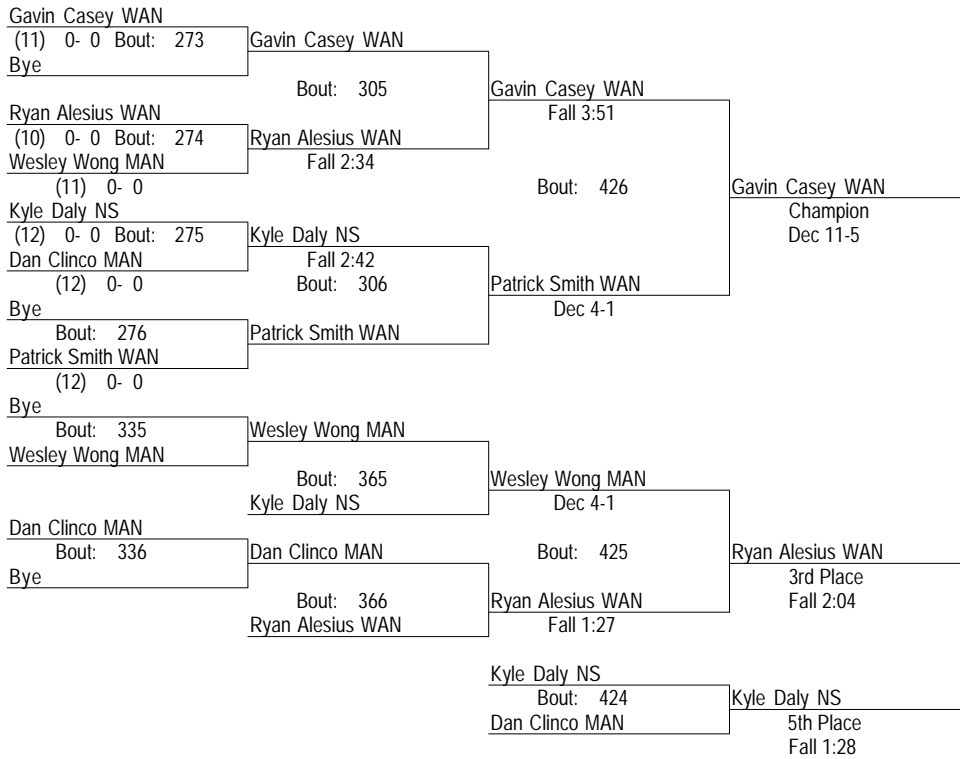 Gavin Casey WAN
(11) 0- 0 Bout: 273
Gavin Casey WAN
Bye
Bout: 305
Gavin Casey WAN
Ryan Alesius WAN
Fall 3:51
(10) 0- 0 Bout: 274
Ryan Alesius WAN
Wesley Wong MAN
Fall 2:34
(11) 0- 0
Bout: 426
Gavin Casey WAN
Kyle Daly NS
Champion
(12) 0- 0 Bout: 275
Kyle Daly NS
Dec 11-5
Dan Clinco MAN
Fall 2:42
(12) 0- 0
Bout: 306
Patrick Smith WAN
Bye
Dec 4-1
Bout: 276
Patrick Smith WAN
Patrick Smith WAN
(12) 0- 0
Bye
Bout: 335
Wesley Wong MAN
Wesley Wong MAN
Bout: 365
Wesley Wong MAN
Kyle Daly NS
Dec 4-1
Dan Clinco MAN
Bout: 336
Dan Clinco MAN
Bout: 425
Ryan Alesius WAN
Bye
3rd Place
Bout: 366
Ryan Alesius WAN
Fall 2:04
Ryan Alesius WAN
Fall 1:27
Kyle Daly NS
Bout: 424
Kyle Daly NS
Dan Clinco MAN
5th Place
Fall 1:28